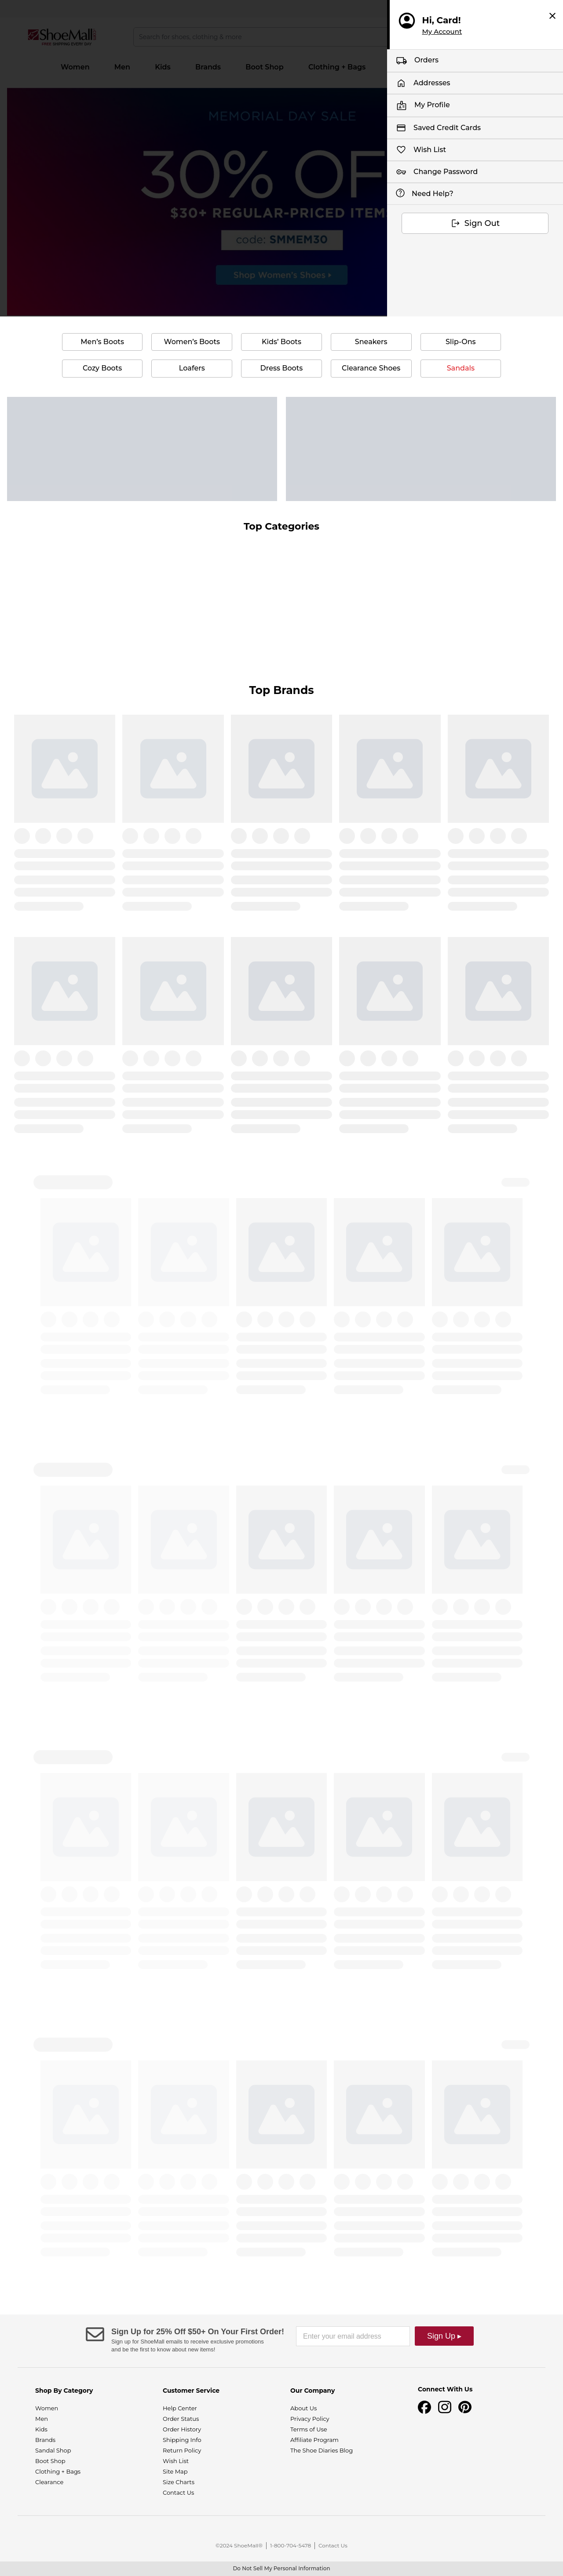 Hi, Card!
My Account
Orders
Addresses
My Profile
Saved Credit Cards
Wish List
Change Password
Need Help?
Sign Out
ShoeMall
Search for shoes, clothing & more
Women
Men
Kids
Brands
Boot Shop
Clothing + Bags
MEMORIAL DAY SALE
30% OF
$30+ REGULAR-PRICED ITEM
code: SMMEM30
Shop Women's Shoes ▸
Men's Boots
Women's Boots
Kids' Boots
Sneakers
Slip-Ons
Cozy Boots
Loafers
Dress Boots
Clearance Shoes
Sandals
Top Categories
Top Brands
Sign Up for 25% Off $50+ On Your First Order!
Sign up for ShoeMall emails to receive exclusive promotions
and be the first to know about new items!
Enter your email address
Sign Up ▸
Shop By Category
Women
Men
Kids
Brands
Sandal Shop
Boot Shop
Clothing + Bags
Clearance
Customer Service
Help Center
Order Status
Order History
Shipping Info
Return Policy
Wish List
Site Map
Size Charts
Contact Us
Our Company
About Us
Privacy Policy
Terms of Use
Affiliate Program
The Shoe Diaries Blog
Connect With Us
©2024 ShoeMall® | 1-800-704-5478 | Contact Us
Do Not Sell My Personal Information